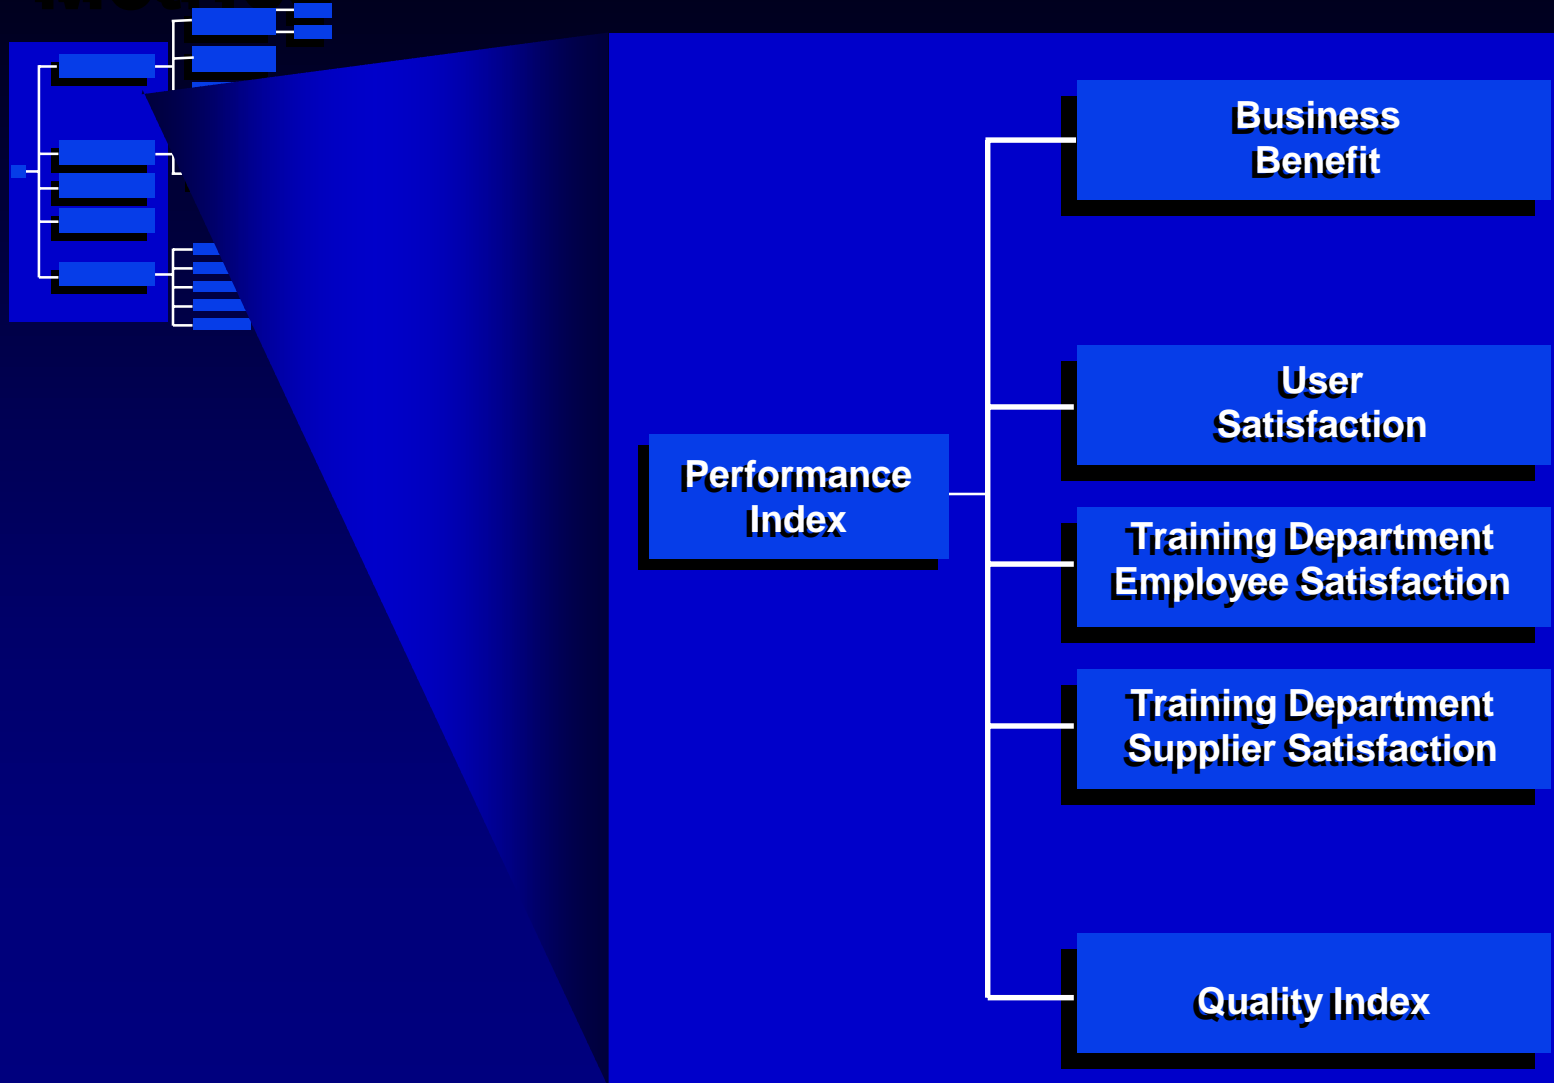 Business
Benefit
User
Satisfaction
Performance
Index
Training Department
Employee Satisfaction
Training Department
Supplier Satisfaction
Quality Index